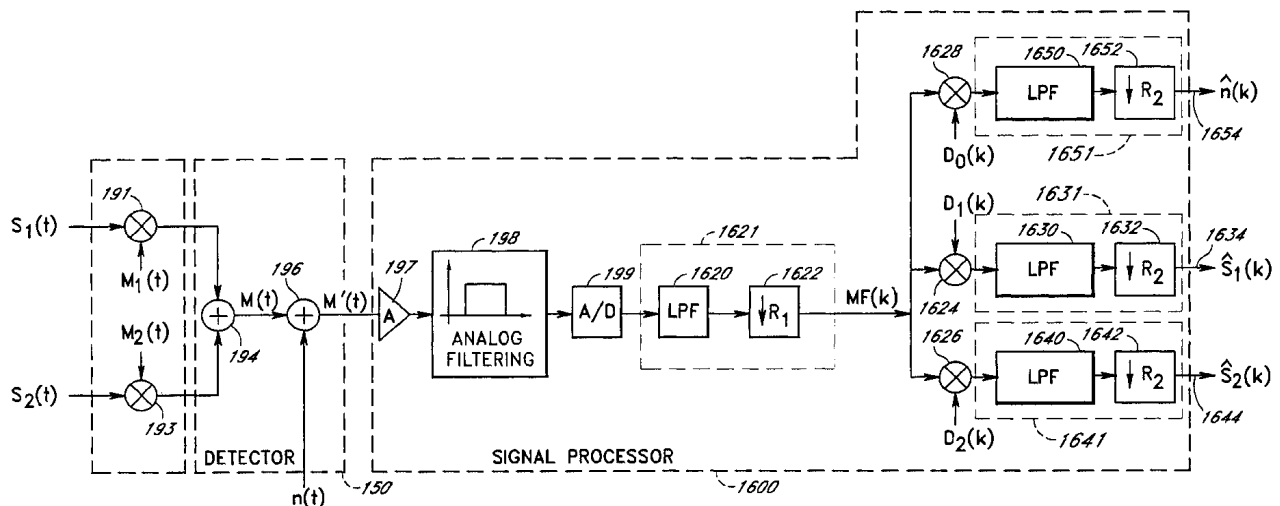 1628
1650
1652
LPF
↓ R₂
n̂(k)
1654
D₀(k)
1651
191
S₁(t)
M₁(t)
M₂(t)
S₂(t)
193
194
M(t)
196
M'(t)
DETECTOR
150
n(t)
197
A
198
ANALOG
FILTERING
199
A/D
1621
1620
LPF
1622
↓R₁
MF(k)
SIGNAL PROCESSOR
1600
D₁(k)
1631
1624
1630
1632
LPF
↓ R₂
1634
Ŝ₁(k)
1626
1640
1642
LPF
↓ R₂
Ŝ₂(k)
1644
D₂(k)
1641